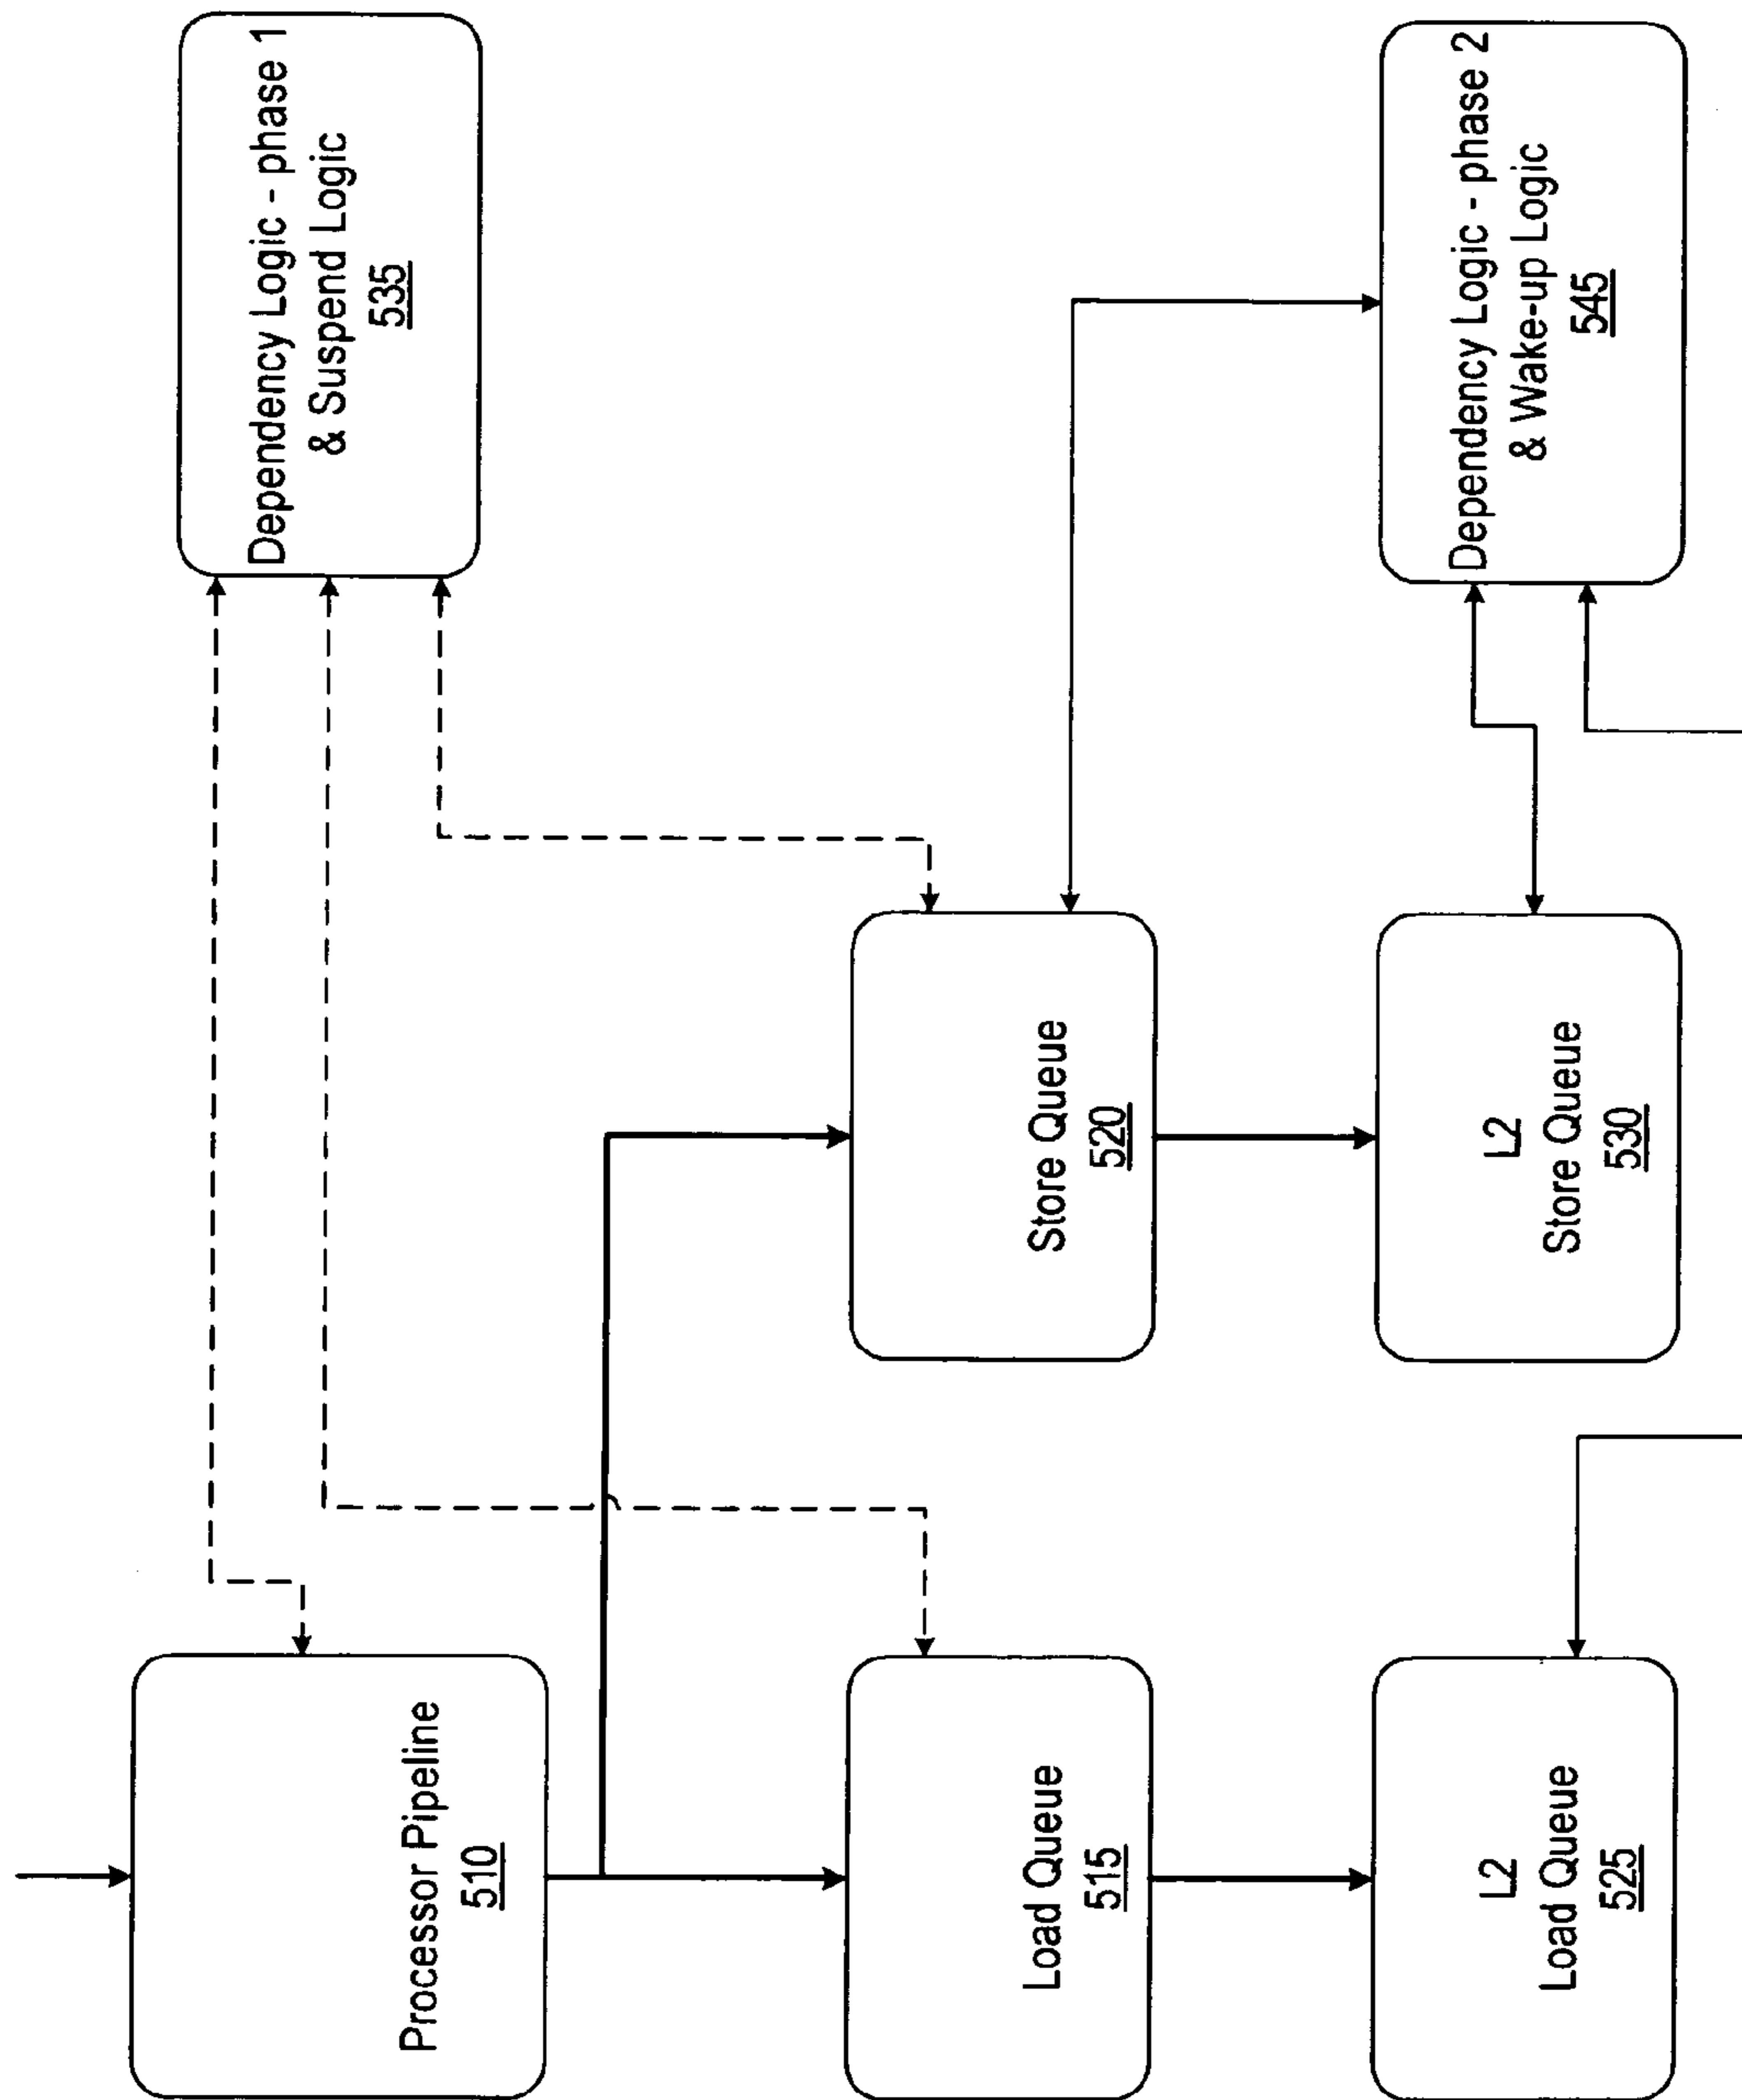 Dependency Logic - phase 1
& Suspend Logic
535
Dependency Logic - phase 2
& Wake-up Logic
545
Store Queue
520
L2
Store Queue
530
Processor Pipeline
510
Load Queue
515
L2
Load Queue
525